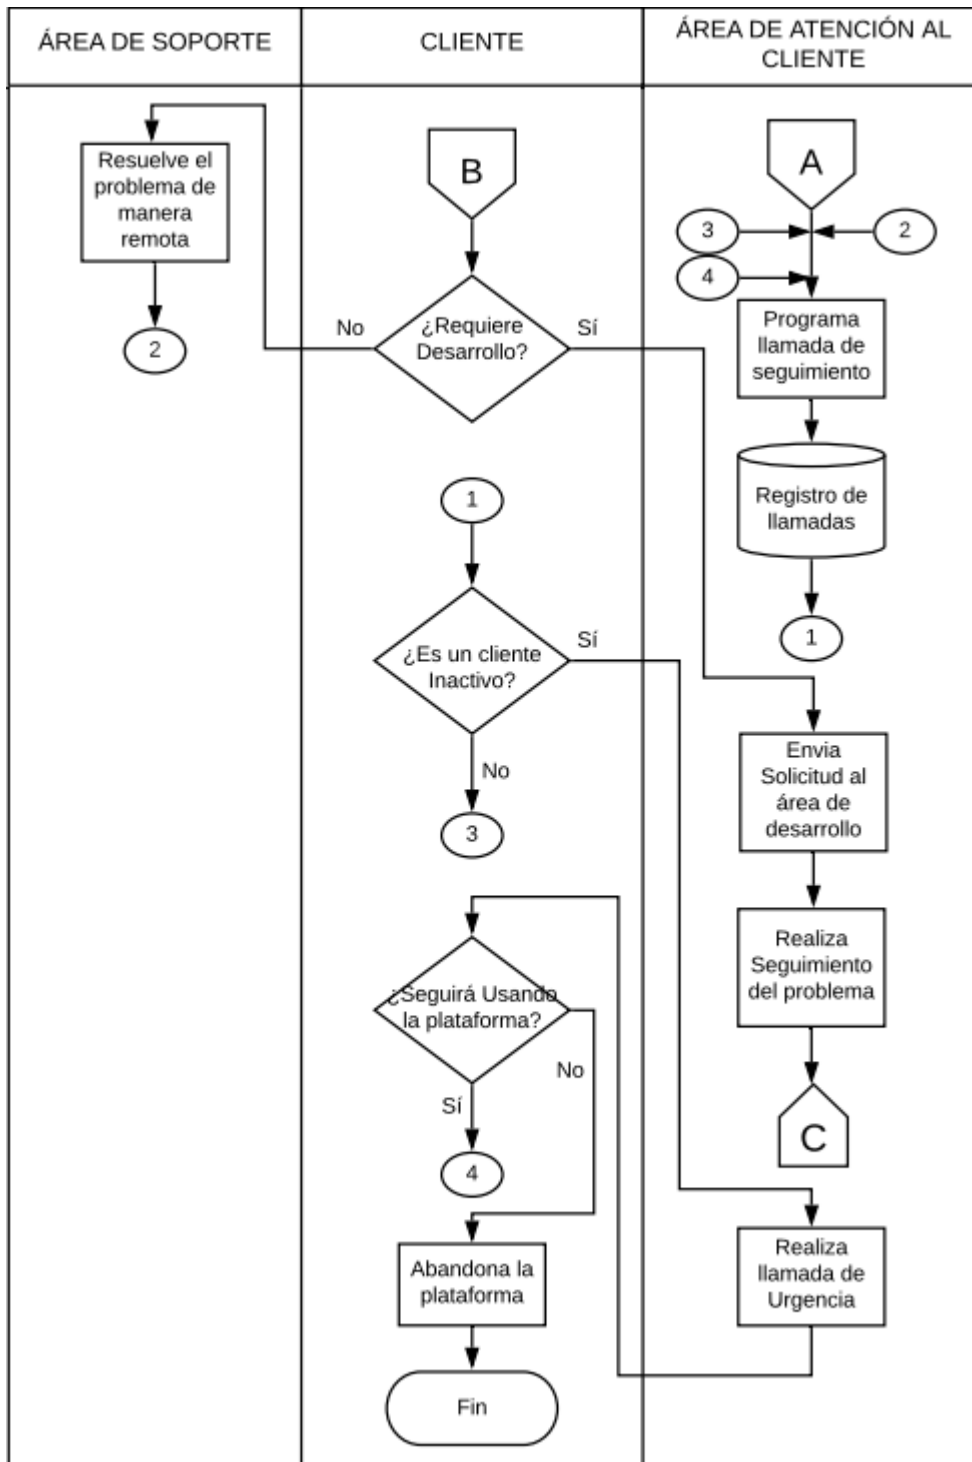 ÁREA DE SOPORTE
CLIENTE
ÁREA DE ATENCIÓN AL
CLIENTE
Resuelve el
problema de
manera
remota
2
B
¿Requiere
Desarrollo?
No
Sí
1
¿Es un cliente
Inactivo?
Sí
No
3
¿Seguirá Usando
la plataforma?
No
Sí
4
Abandona la
plataforma
Fin
A
3
2
4
Programa
llamada de
seguimiento
Registro de
llamadas
1
Envia
Solicitud al
área de
desarrollo
Realiza
Seguimiento
del problema
C
Realiza
llamada de
Urgencia